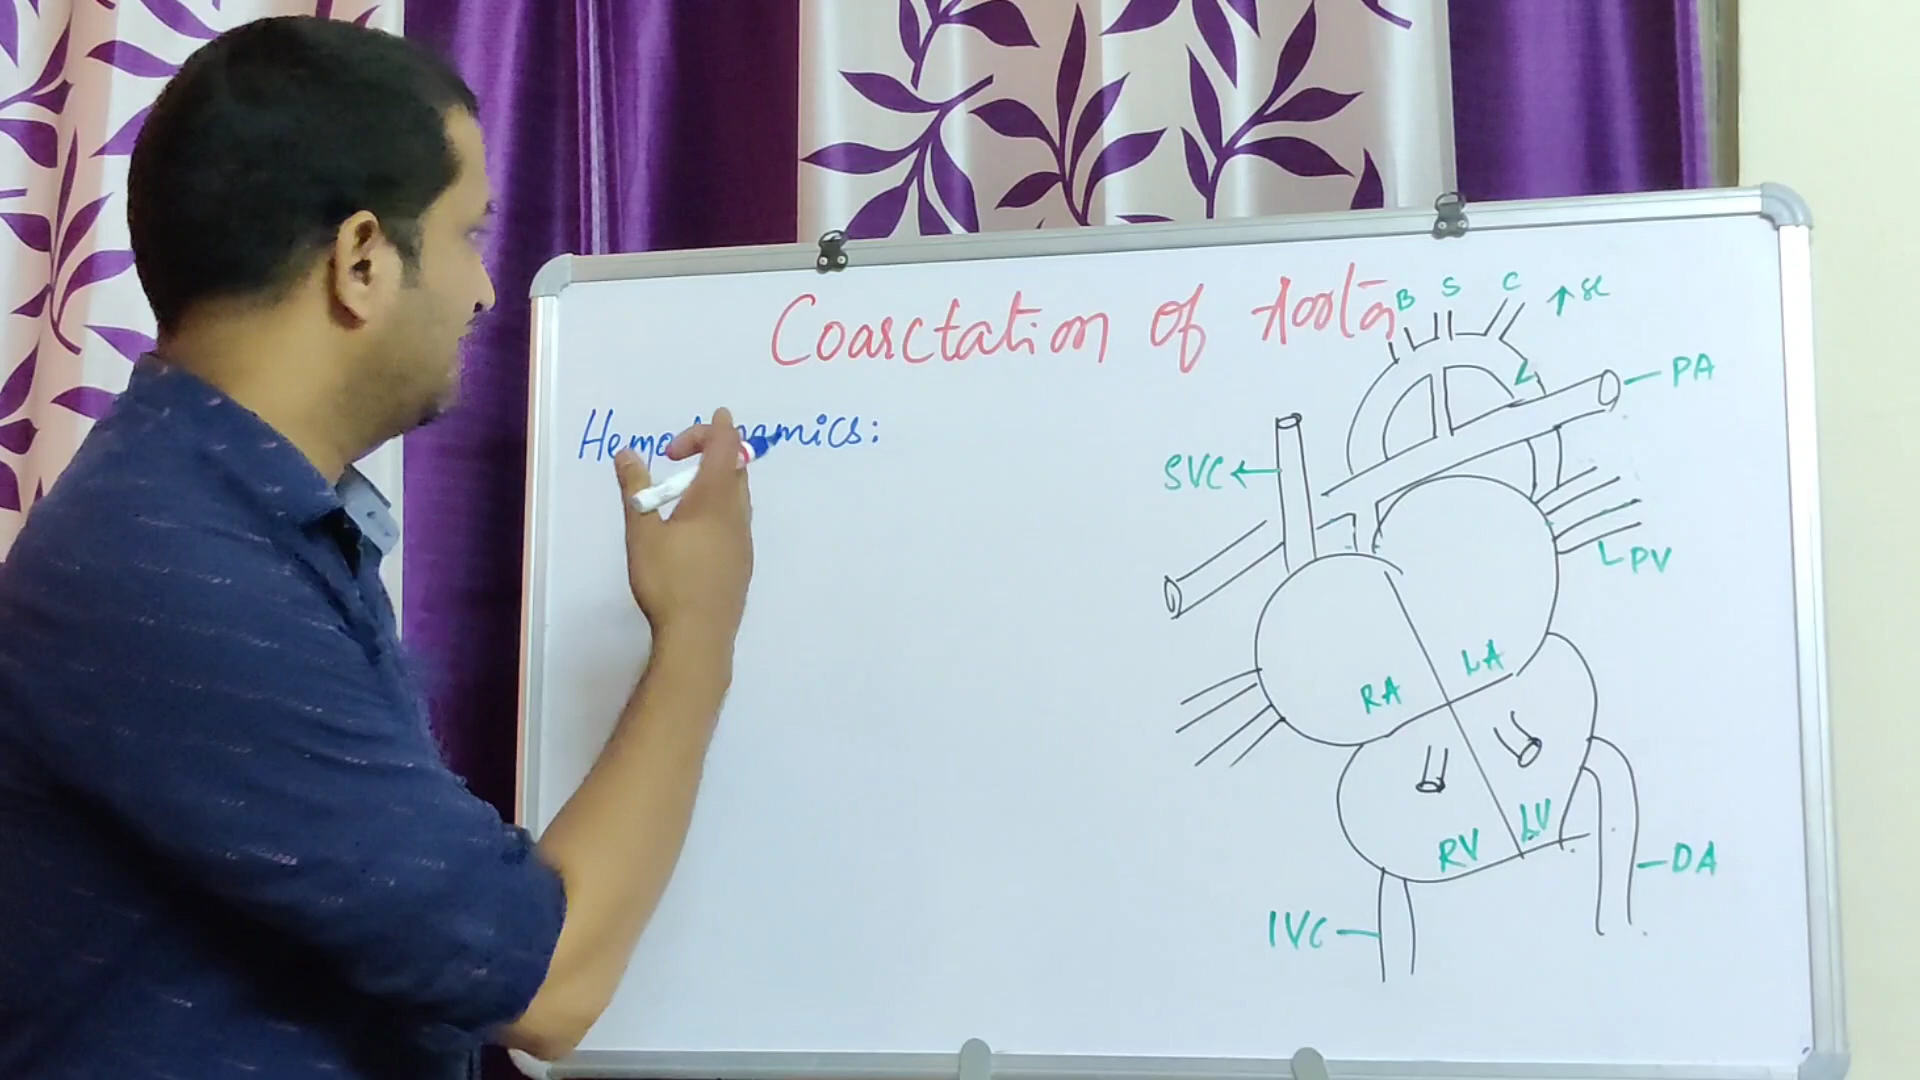 Coarctation of Aorta
B S C ↑ SC
L
PA
Hemodynamics:
SVC
LPV
LA
RA
LV
RV
DA
IVC